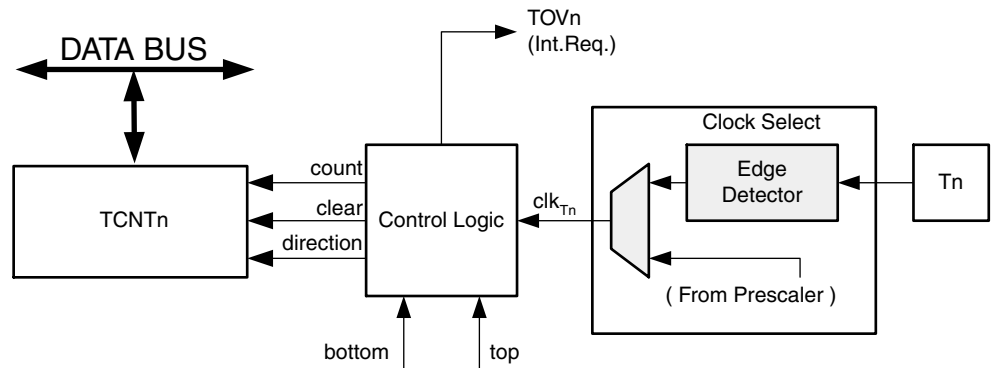 TOVn
(Int.Req.)
DATA BUS
Clock Select
Edge
Detector
Tn
TCNTn
count
clear
direction
Control Logic
clkTn
( From Prescaler )
bottom
top